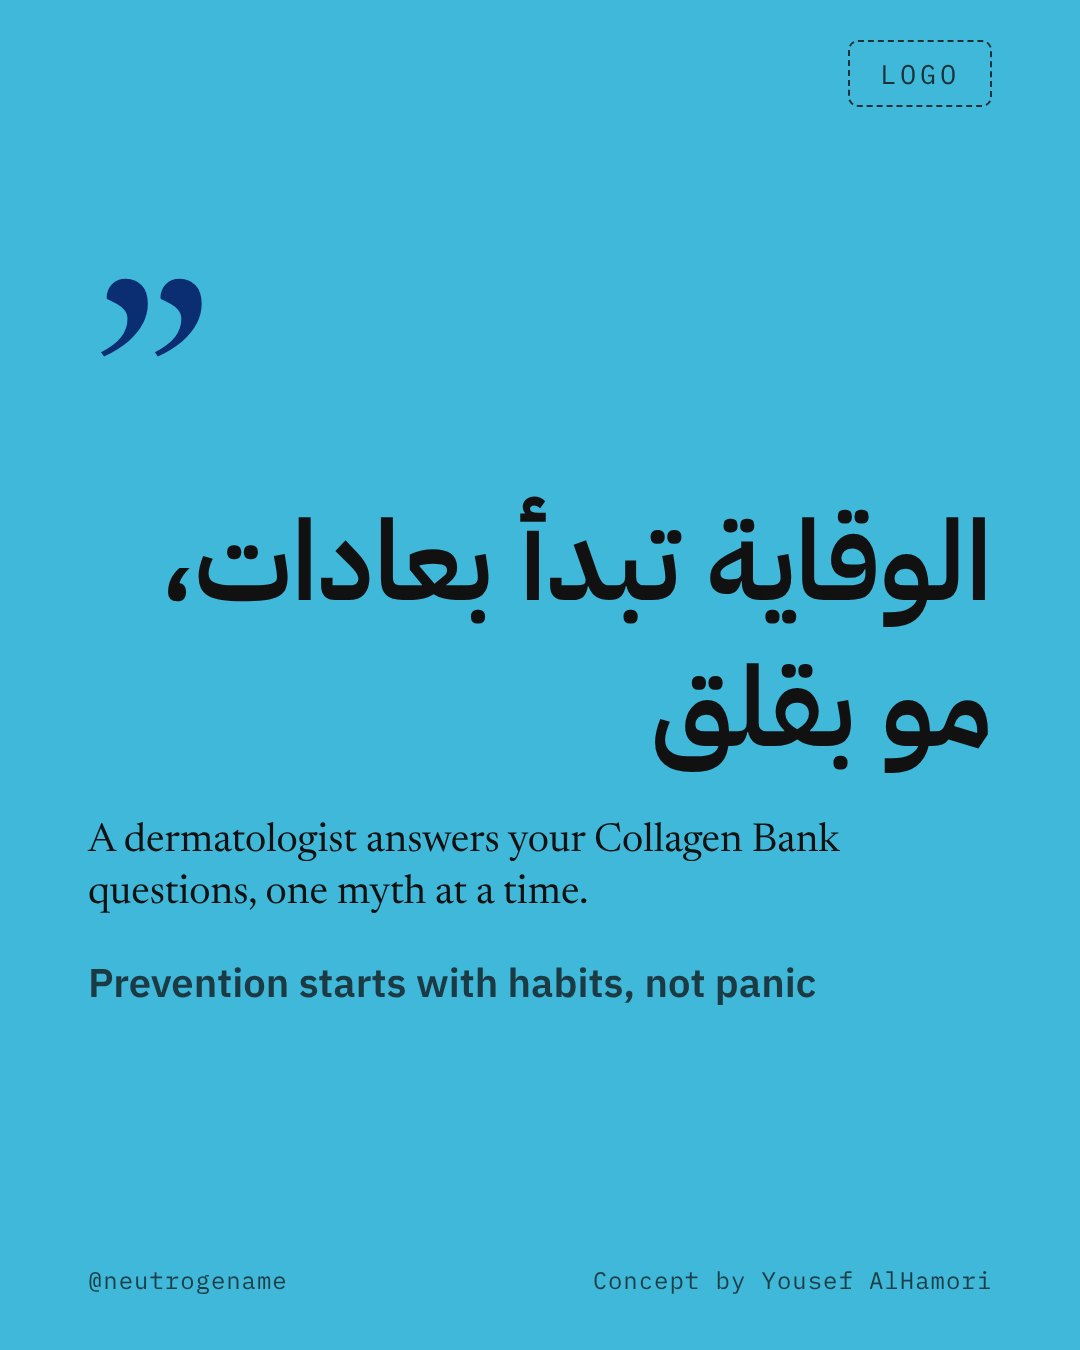 LOGO
”
الوقاية تبدأ بعادات،
مو بقلق
A dermatologist answers your Collagen Bank
questions, one myth at a time.
Prevention starts with habits, not panic
@neutrogename
Concept by Yousef AlHamori